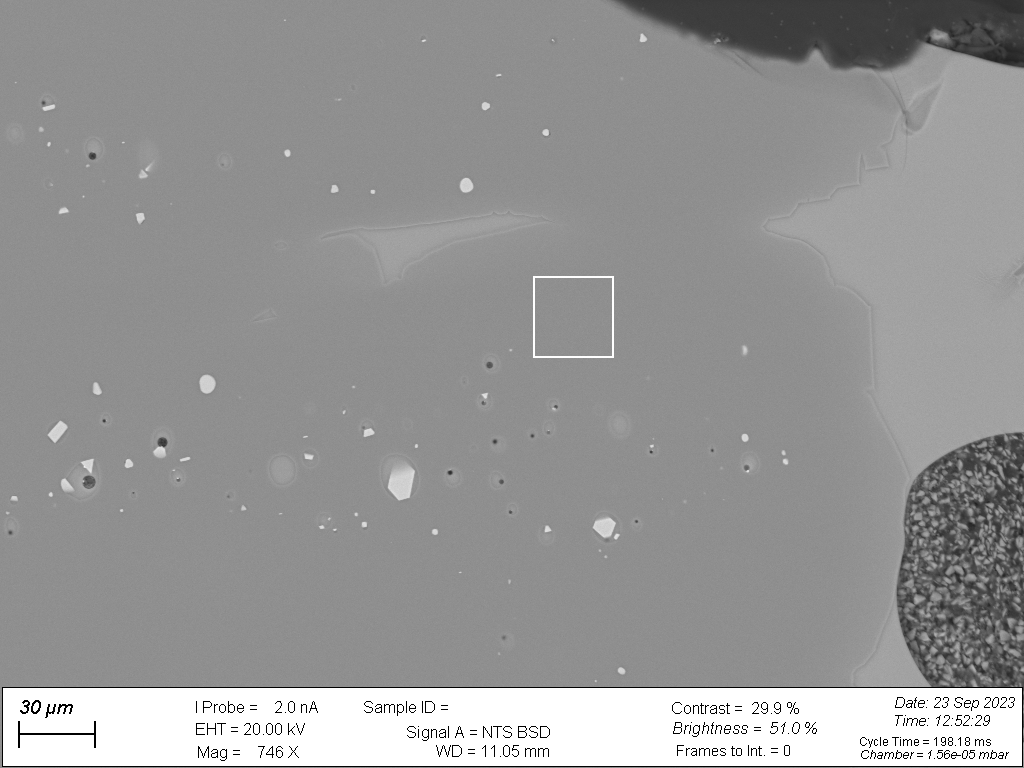 30 µm
I Probe = 2.0 nA
EHT = 20.00 kV
Mag = 746 X
Sample ID =
Signal A = NTS BSD
WD = 11.05 mm
Contrast = 29.9 %
Brightness = 51.0 %
Frames to Int. = 0
Date: 23 Sep 2023
Time: 12:52:29
Cycle Time = 198.18 ms
Chamber = 1.56e-05 mbar